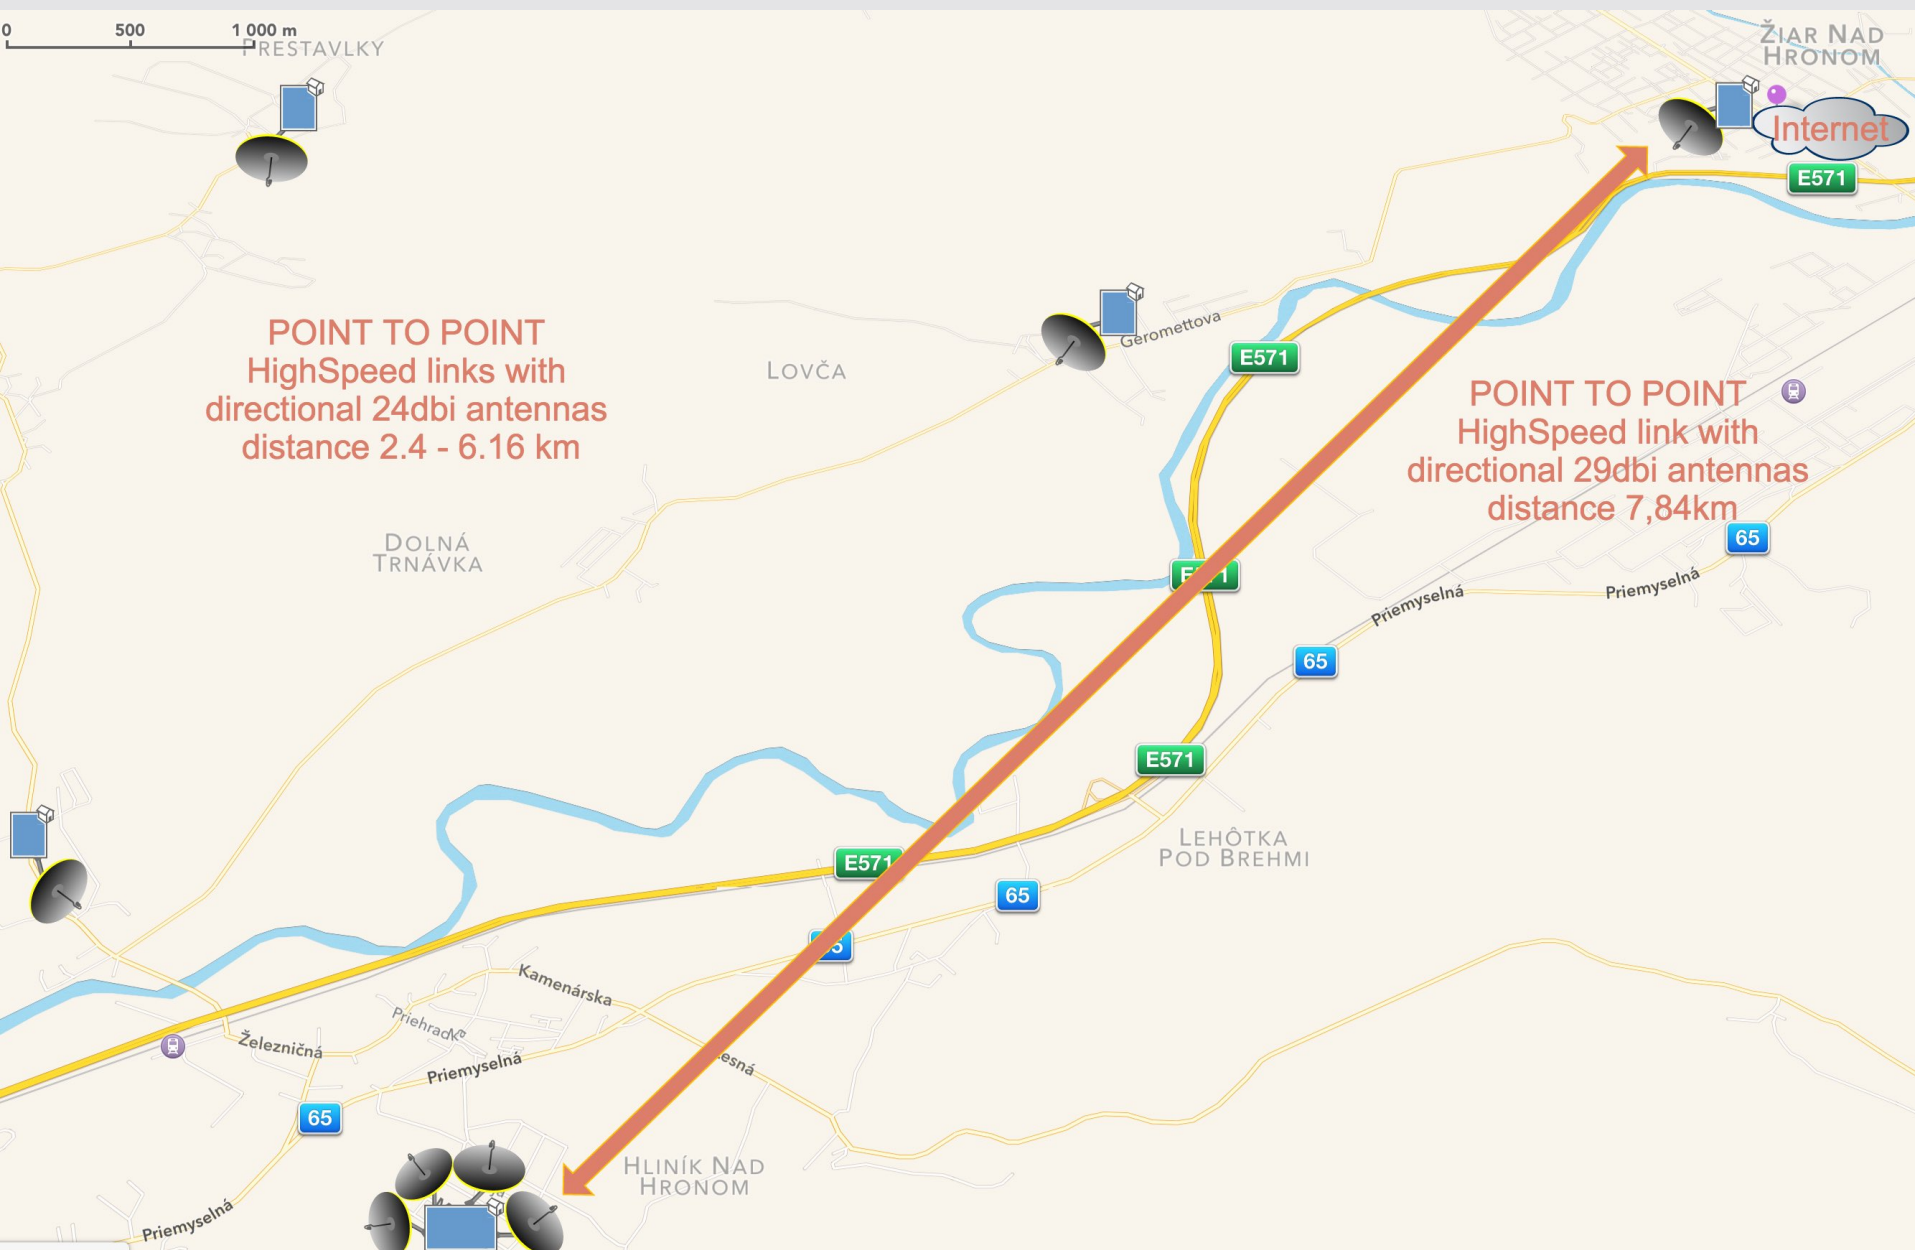 0 500 1 000 m
PRESTAVLKY
ŽIAR NAD
HRONOM
Internet
E571
POINT TO POINT
HighSpeed links with
directional 24dbi antennas
distance 2.4 - 6.16 km
LOVČA
Geromettova
E571
POINT TO POINT
HighSpeed link with
directional 29dbi antennas
distance 7,84km
65
DOLNÁ
TRNÁVKA
Priemyselná
Priemyselná
65
E571
LEHÔTKA
POD BREHMI
E571
65
Kamenárska
Železničná
Priemyselná
65
HLINÍK NAD
HRONOM
Priemyselná